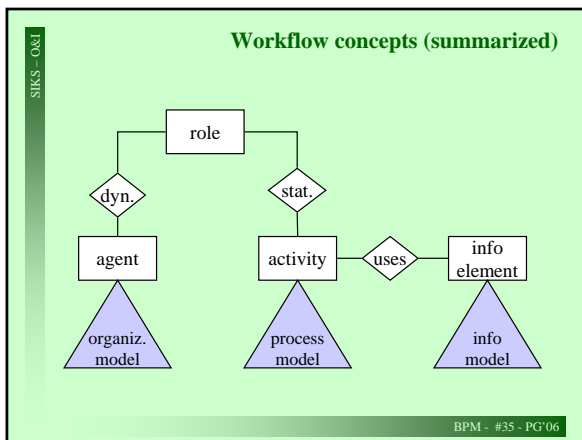 SIKS – O&I
Workflow concepts (summarized)
role
dyn.
stat.
agent
activity
uses
info
element
organiz.
model
process
model
info
model
BPM - #35 - PG'06